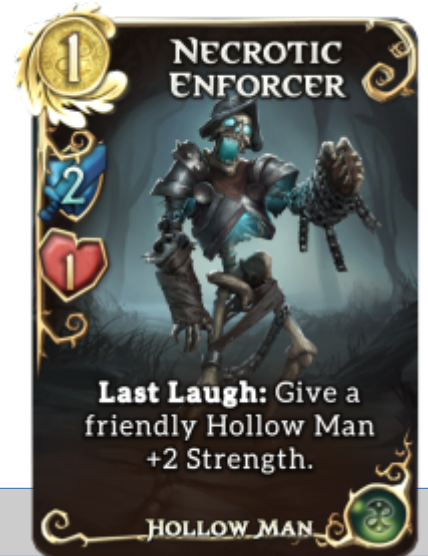 1
NECROTIC
ENFORCER
2
1
Last Laugh: Give a
friendly Hollow Man
+2 Strength.
HOLLOW MAN